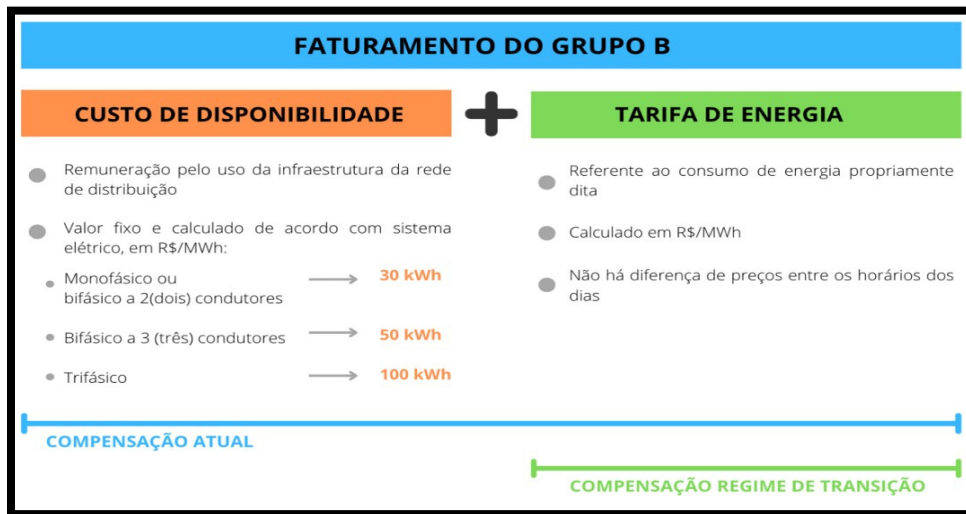 FATURAMENTO DO GRUPO B
CUSTO DE DISPONIBILIDADE
Remuneração pelo uso da infraestrutura da rede
de distribuição
Valor fixo e calculado de acordo com sistema
elétrico, em R$/MWh:
Monofásico ou
bifásico a 2(dois) condutores
30 kWh
Bifásico a 3 (três) condutores
50 kWh
Trifásico
100 kWh
TARIFA DE ENERGIA
Referente ao consumo de energia propriamente
dita
Calculado em R$/MWh
Não há diferença de preços entre os horários dos
dias
COMPENSAÇÃO ATUAL
COMPENSAÇÃO REGIME DE TRANSIÇÃO